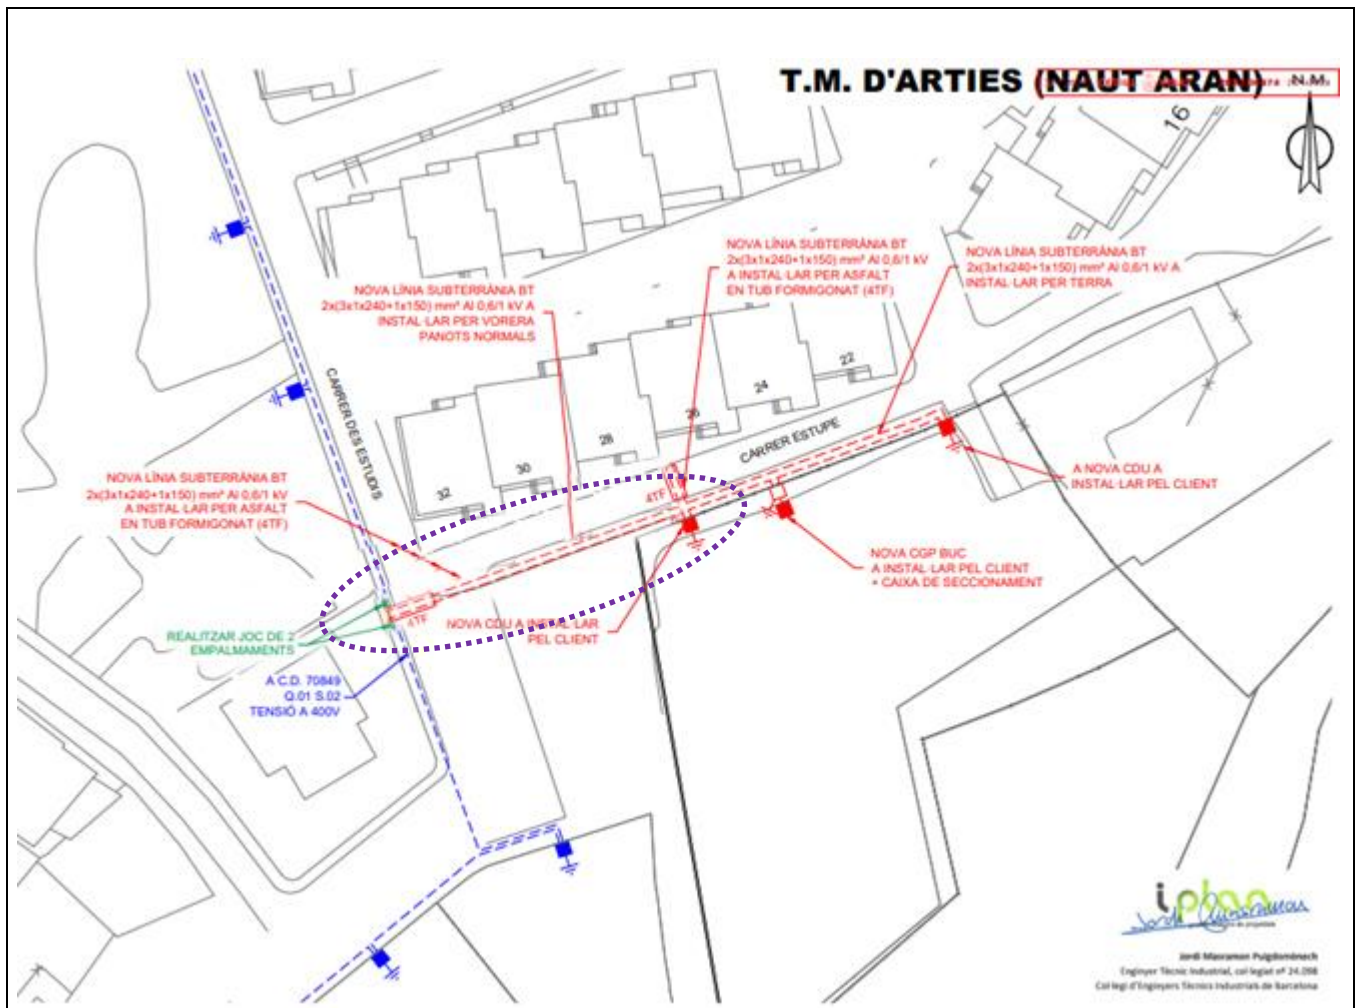 T.M. D'ARTIES (NAUT ARAN)
N.M.
16
NOVA LÍNIA SUBTERRÀNIA BT
2x(3x1x240+1x150) mm² Al 0,6/1 kV
A INSTAL·LAR PER ASFALT
EN TUB FORMIGONAT (4TF)
NOVA LÍNIA SUBTERRÀNIA BT
2x(3x1x240+1x150) mm² Al 0,6/1 kV A
INSTAL·LAR PER TERRA
NOVA LÍNIA SUBTERRÀNIA BT
2x(3x1x240+1x150) mm² Al 0,6/1 kV A
INSTAL·LAR PER VORERA
PANOTS NORMALS
CARRER DES ESTUDIS
22
24
26
28
30
32
CARRER ESTUPE
NOVA LÍNIA SUBTERRÀNIA BT
2x(3x1x240+1x150) mm² Al 0,6/1 kV
A INSTAL·LAR PER ASFALT
EN TUB FORMIGONAT (4TF)
4TF
A NOVA CDU A
INSTAL·LAR PEL CLIENT
NOVA CGP BUC
A INSTAL·LAR PEL CLIENT
+ CAIXA DE SECCIONAMENT
4TF
NOVA CDU A INSTAL·LAR
PEL CLIENT
REALITZAR JOC DE 2
EMPALMAMENTS
A C.D. 70849
Q.01 S.02
TENSIÓ A 400V
iplan
Jordi Masramon Puigdomènech
Enginyer Tècnic Industrial, col·legiat nº 24.098
Col·legi d'Enginyers Tècnics Industrials de Barcelona